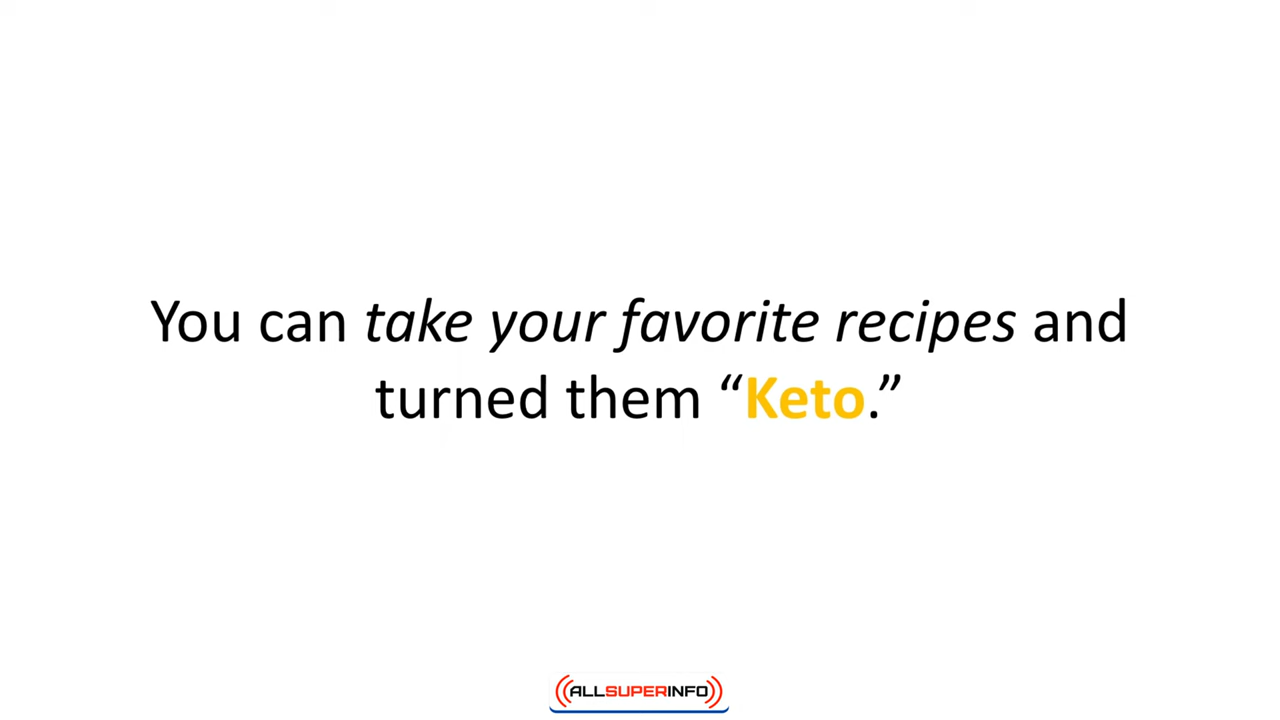 You can take your favorite recipes and
turned them “Keto.”
ALLSUPERINFO